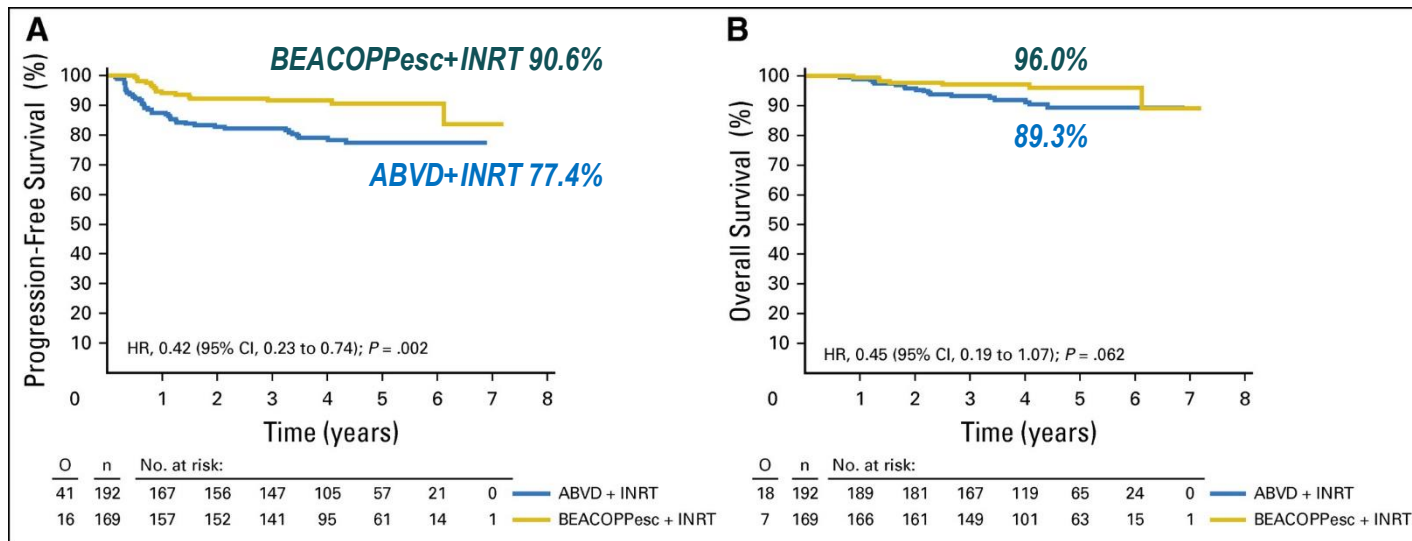 A
BEACOPPesc+INRT 90.6%
ABVD+INRT 77.4%
Progression-Free Survival (%)
100
90
80
70
60
50
40
30
20
10
HR, 0.42 (95% CI, 0.23 to 0.74); P = .002
0 1 2 3 4 5 6 7 8
Time (years)
O n No. at risk:
41 192 167 156 147 105 57 21 0 ABVD + INRT
16 169 157 152 141 95 61 14 1 BEACOPPesc + INRT
B
96.0%
89.3%
Overall Survival (%)
100
90
80
70
60
50
40
30
20
10
HR, 0.45 (95% CI, 0.19 to 1.07); P = .062
0 1 2 3 4 5 6 7 8
Time (years)
O n No. at risk:
18 192 189 181 167 119 65 24 0 ABVD + INRT
7 169 166 161 149 101 63 15 1 BEACOPPesc + INRT